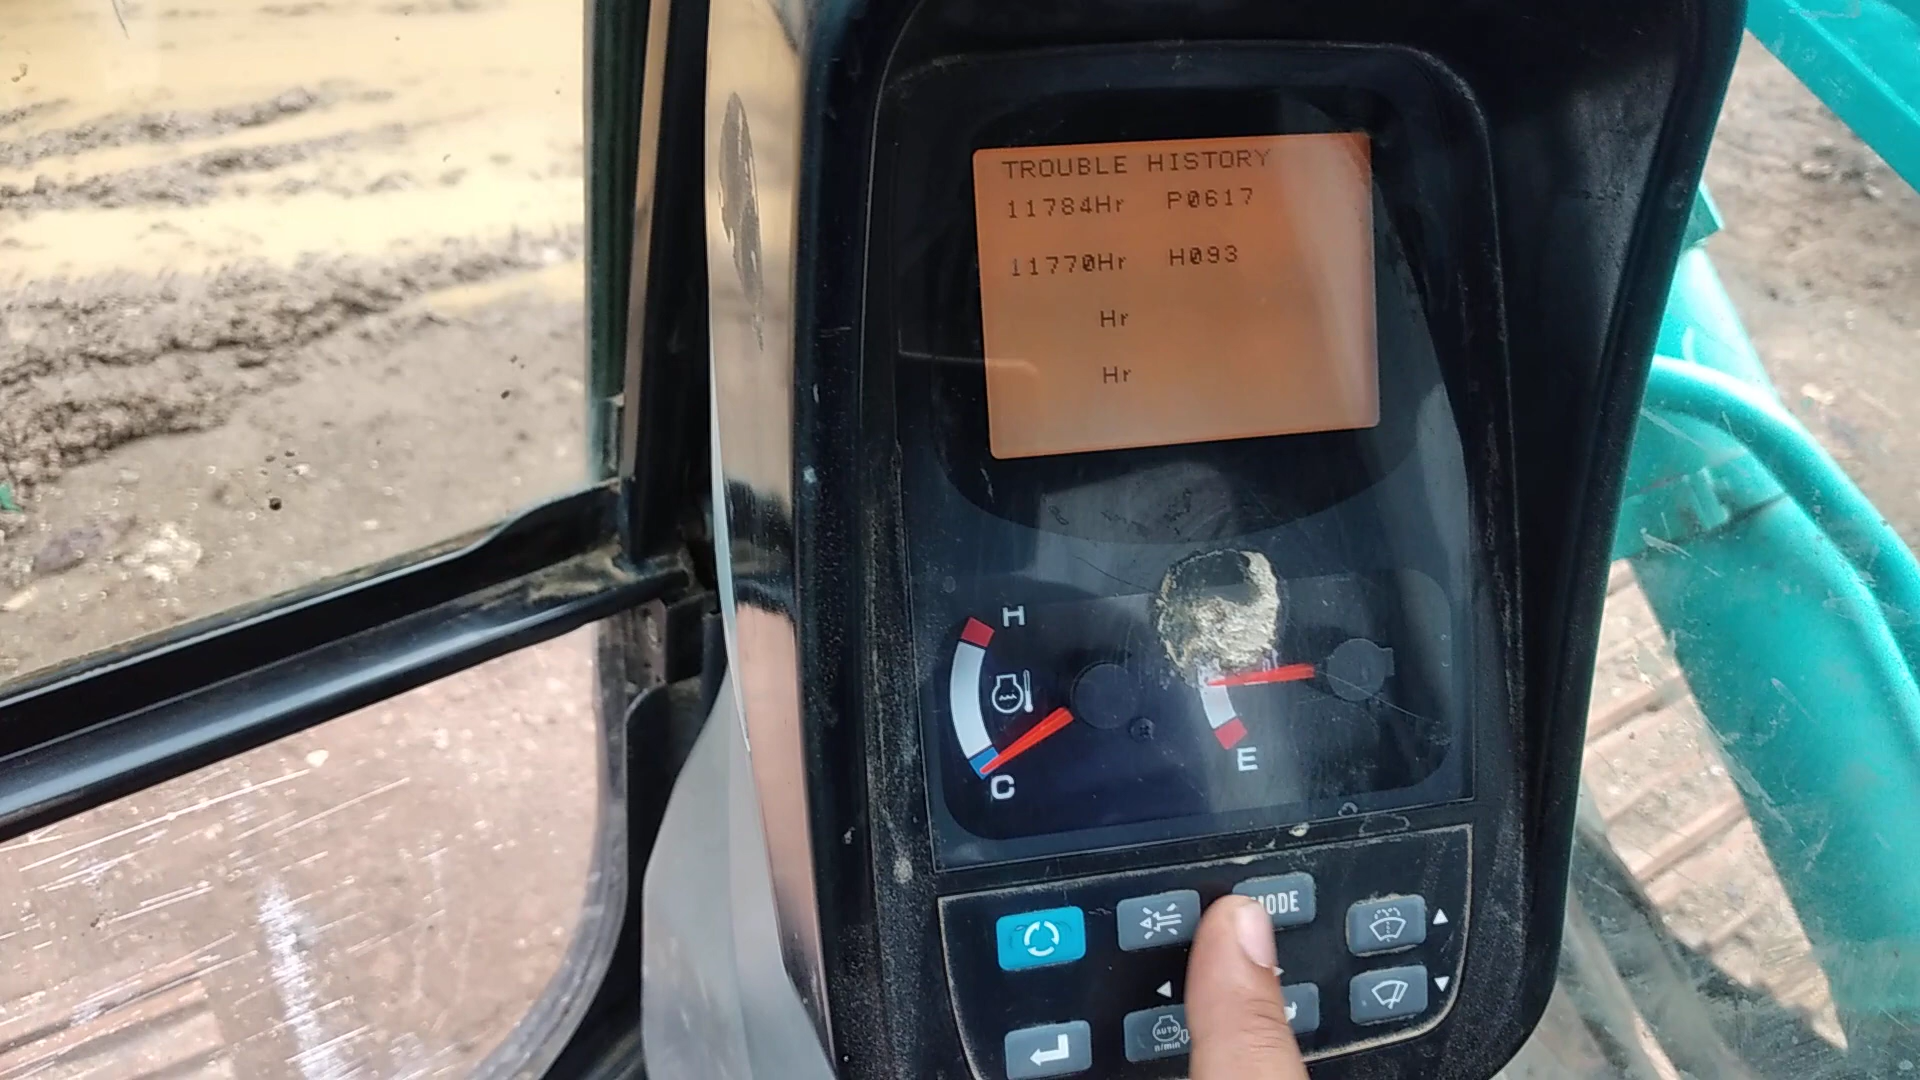 TROUBLE HISTORY
11784Hr P0617
11770Hr H093
Hr
Hr
H
C
E
MODE
AUTO
n/min